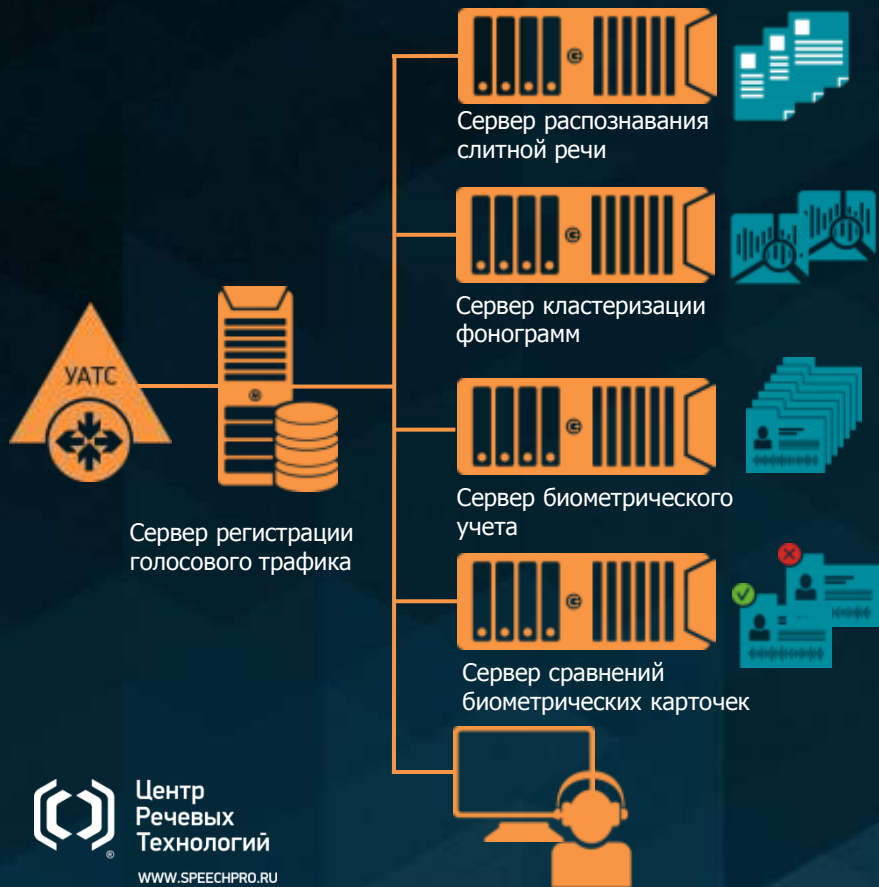 Сервер распознавания
слитной речи
Сервер кластеризации
фонограмм
УАТС
Сервер регистрации
голосового трафика
Сервер биометрического
учета
Сервер сравнений
биометрических карточек
Центр
Речевых
Технологий
®
WWW.SPEECHPRO.RU